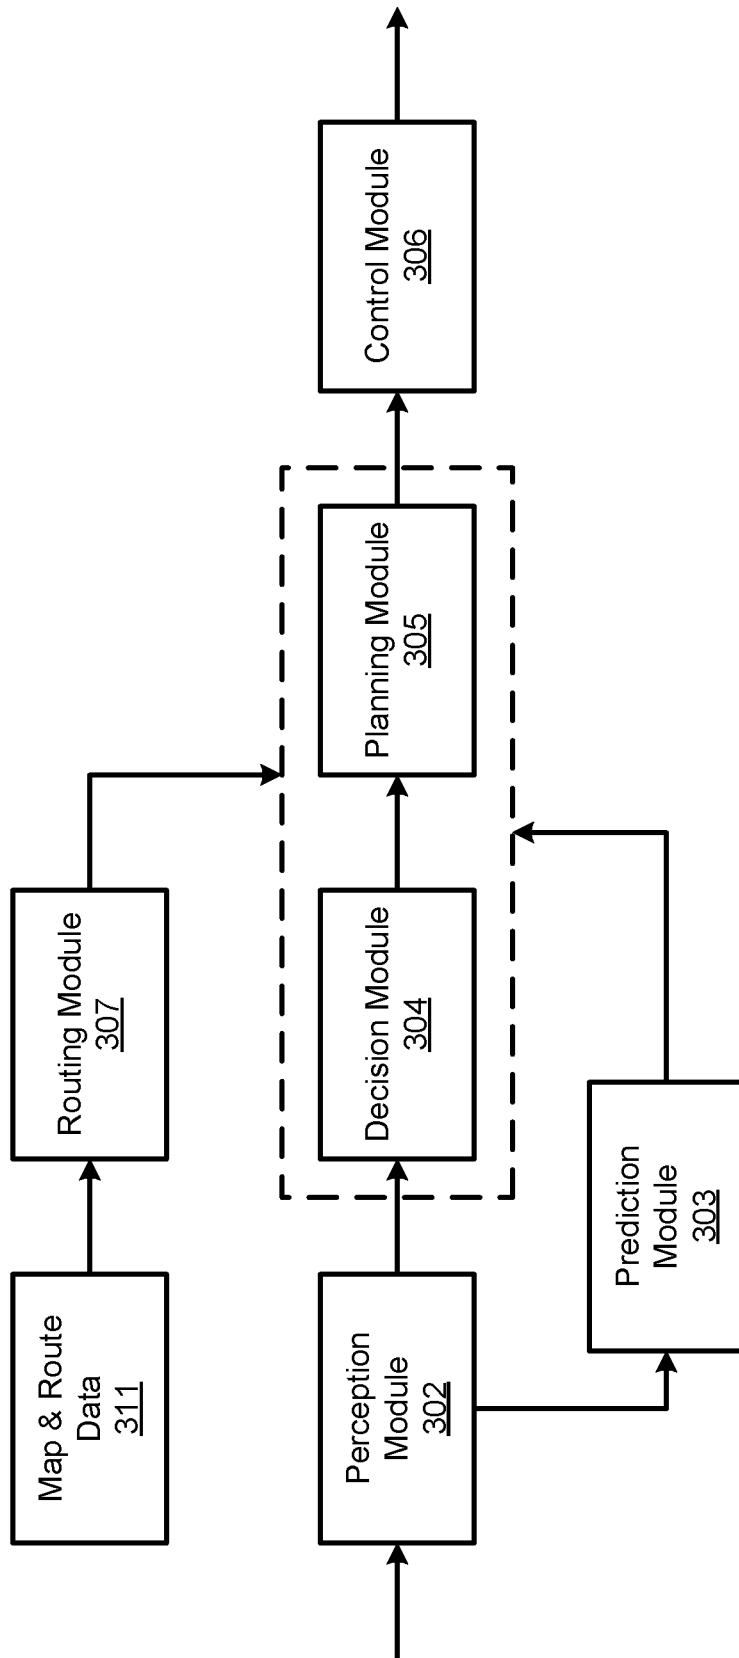 Map & Route
Data
311
Routing Module
307
Perception
Module
302
Decision Module
304
Planning Module
305
Control Module
306
Prediction
Module
303